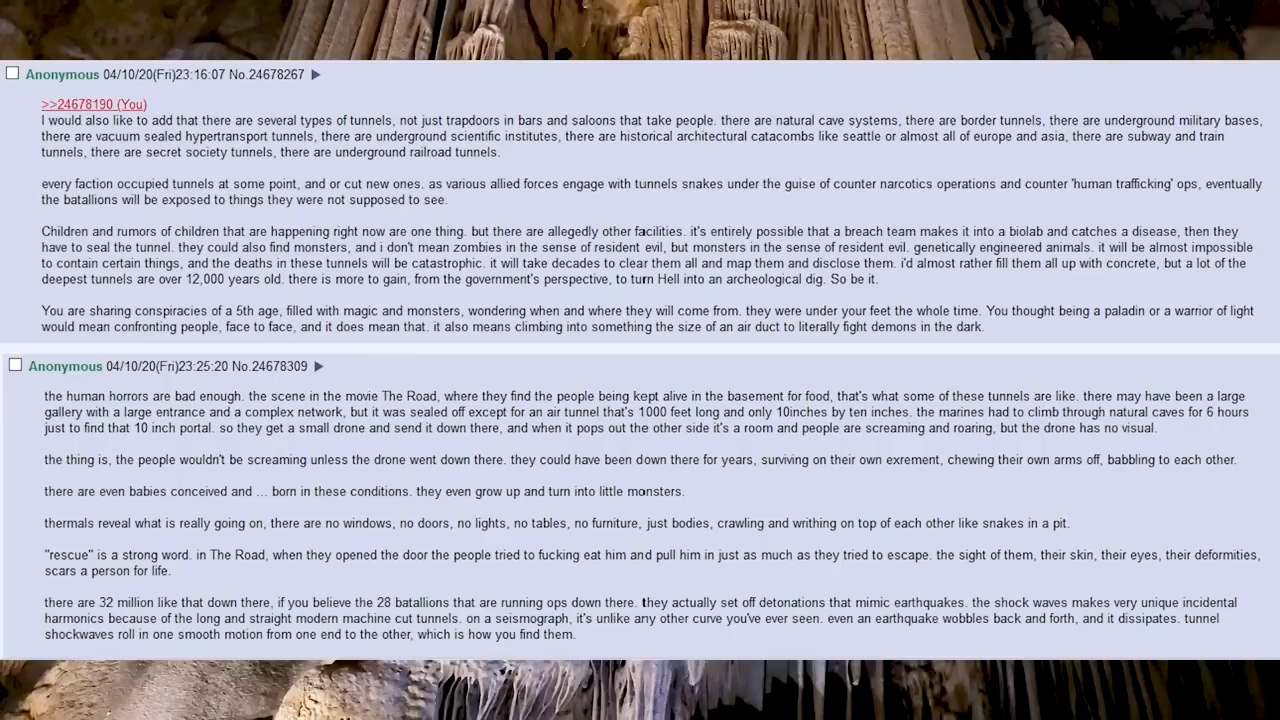 Anonymous 04/10/20(Fri)23:16:07 No.24678267 ▶
>>24678190 (You)
I would also like to add that there are several types of tunnels, not just trapdoors in bars and saloons that take people. there are natural cave systems, there are border tunnels, there are underground military bases,
there are vacuum sealed hypertransport tunnels, there are underground scientific institutes, there are historical architectural catacombs like seattle or almost all of europe and asia, there are subway and train
tunnels, there are secret society tunnels, there are underground railroad tunnels.
every faction occupied tunnels at some point, and or cut new ones. as various allied forces engage with tunnels snakes under the guise of counter narcotics operations and counter 'human trafficking' ops, eventually
the batallions will be exposed to things they were not supposed to see.
Children and rumors of children that are happening right now are one thing. but there are allegedly other facilities. it's entirely possible that a breach team makes it into a biolab and catches a disease, then they
have to seal the tunnel. they could also find monsters, and i don't mean zombies in the sense of resident evil, but monsters in the sense of resident evil. genetically engineered animals. it will be almost impossible
to contain certain things, and the deaths in these tunnels will be catastrophic. it will take decades to clear them all and map them and disclose them. i'd almost rather fill them all up with concrete, but a lot of the
deepest tunnels are over 12,000 years old. there is more to gain, from the government's perspective, to turn Hell into an archeological dig. So be it.
You are sharing conspiracies of a 5th age, filled with magic and monsters, wondering when and where they will come from. they were under your feet the whole time. You thought being a paladin or a warrior of light
would mean confronting people, face to face, and it does mean that. it also means climbing into something the size of an air duct to literally fight demons in the dark.
Anonymous 04/10/20(Fri)23:25:20 No.24678309 ▶
the human horrors are bad enough. the scene in the movie The Road, where they find the people being kept alive in the basement for food, that's what some of these tunnels are like. there may have been a large
gallery with a large entrance and a complex network, but it was sealed off except for an air tunnel that's 1000 feet long and only 10inches by ten inches. the marines had to climb through natural caves for 6 hours
just to find that 10 inch portal. so they get a small drone and send it down there, and when it pops out the other side it's a room and people are screaming and roaring, but the drone has no visual.
the thing is, the people wouldn't be screaming unless the drone went down there. they could have been down there for years, surviving on their own exrement, chewing their own arms off, babbling to each other.
there are even babies conceived and ... born in these conditions. they even grow up and turn into little monsters.
thermals reveal what is really going on, there are no windows, no doors, no lights, no tables, no furniture, just bodies, crawling and writhing on top of each other like snakes in a pit.
"rescue" is a strong word. in The Road, when they opened the door the people tried to fucking eat him and pull him in just as much as they tried to escape. the sight of them, their skin, their eyes, their deformities,
scars a person for life.
there are 32 million like that down there, if you believe the 28 batallions that are running ops down there. they actually set off detonations that mimic earthquakes. the shock waves makes very unique incidental
harmonics because of the long and straight modern machine cut tunnels. on a seismograph, it's unlike any other curve you've ever seen. even an earthquake wobbles back and forth, and it dissipates. tunnel
shockwaves roll in one smooth motion from one end to the other, which is how you find them.